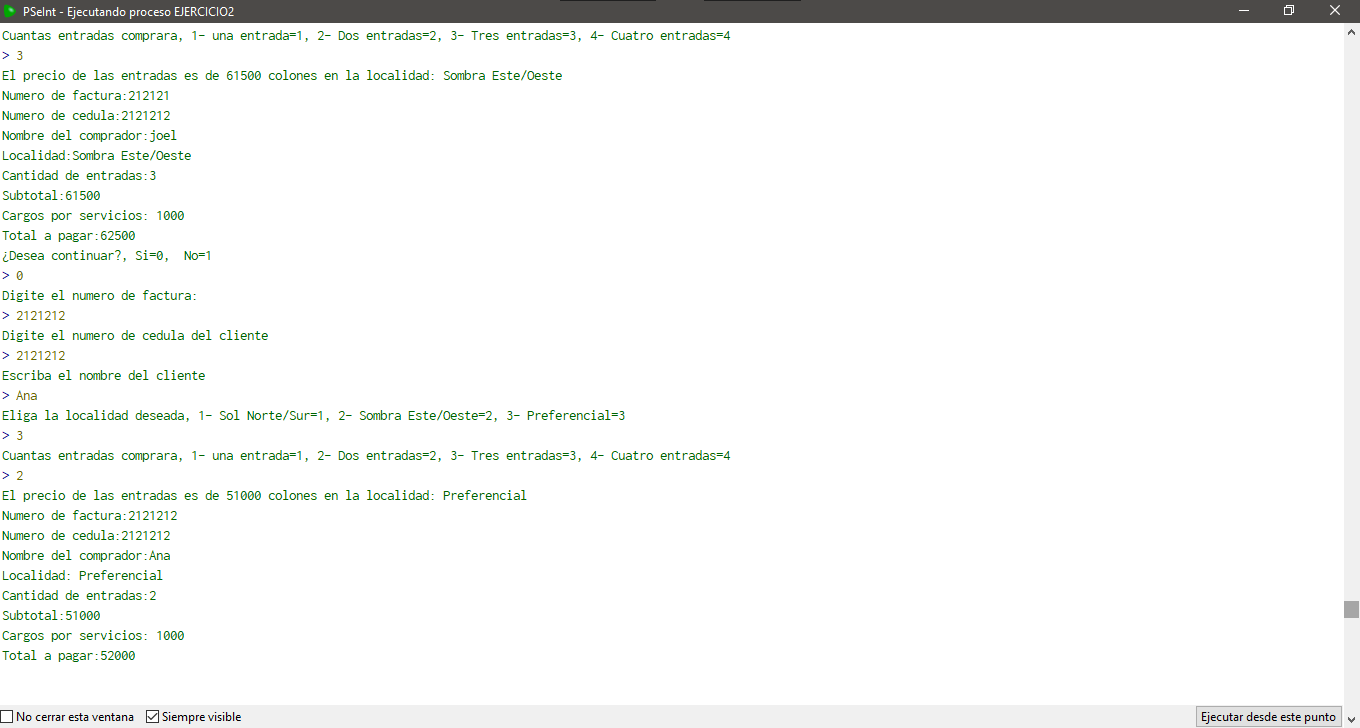 PSeInt - Ejecutando proceso EJERCICIO2
Cuantas entradas comprara, 1- una entrada=1, 2- Dos entradas=2, 3- Tres entradas=3, 4- Cuatro entradas=4
> 3
El precio de las entradas es de 61500 colones en la localidad: Sombra Este/Oeste
Numero de factura:212121
Numero de cedula:2121212
Nombre del comprador:joel
Localidad:Sombra Este/Oeste
Cantidad de entradas:3
Subtotal:61500
Cargos por servicios: 1000
Total a pagar:62500
¿Desea continuar?, Si=0,  No=1
> 0
Digite el numero de factura:
> 2121212
Digite el numero de cedula del cliente
> 2121212
Escriba el nombre del cliente
> Ana
Eliga la localidad deseada, 1- Sol Norte/Sur=1, 2- Sombra Este/Oeste=2, 3- Preferencial=3
> 3
Cuantas entradas comprara, 1- una entrada=1, 2- Dos entradas=2, 3- Tres entradas=3, 4- Cuatro entradas=4
> 2
El precio de las entradas es de 51000 colones en la localidad: Preferencial
Numero de factura:2121212
Numero de cedula:2121212
Nombre del comprador:Ana
Localidad: Preferencial
Cantidad de entradas:2
Subtotal:51000
Cargos por servicios: 1000
Total a pagar:52000
No cerrar esta ventana Siempre visible Ejecutar desde este punto